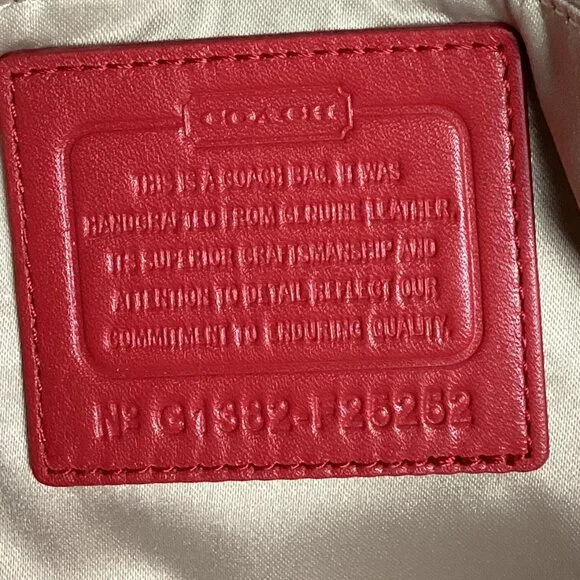 COACH
THIS IS A COACH BAG. IT WAS
HANDCRAFTED FROM GENUINE LEATHER.
ITS SUPERIOR CRAFTSMANSHIP AND
ATTENTION TO DETAIL REFLECT OUR
COMMITMENT TO ENDURING QUALITY.
Nº G1382-F25252